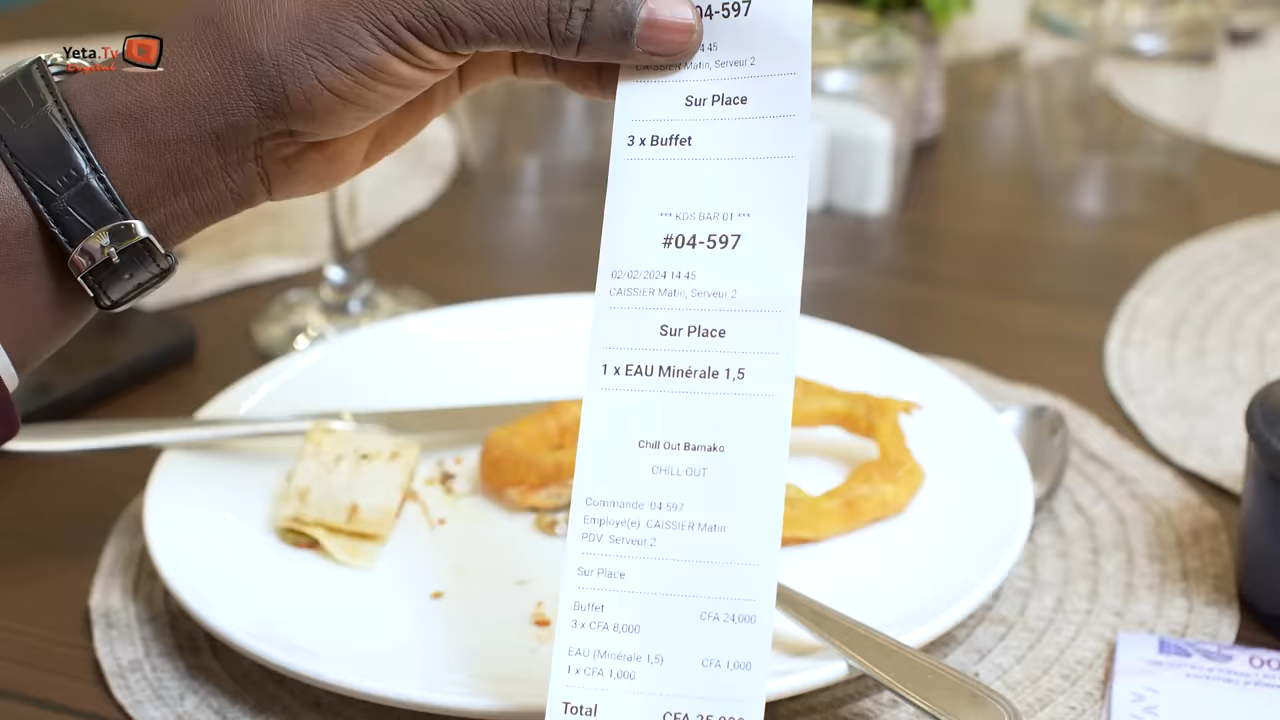 Yeta.Tv
04-597
CAISSIER Matin, Serveur 2
Sur Place
3 x Buffet
*** KDS BAR 01 ***
#04-597
02/02/2024 14:45
CAISSIER Matin, Serveur 2
Sur Place
1 x EAU Minérale 1,5
Chill Out Bamako
CHILL OUT
Commande: 04-597
Employé(e): CAISSIER Matin
PDV: Serveur 2
Sur Place
Buffet
CFA 24,000
3 x CFA 8,000
EAU (Minérale 1,5)
CFA 1,000
1 x CFA 1,000
Total
CFA 25,000